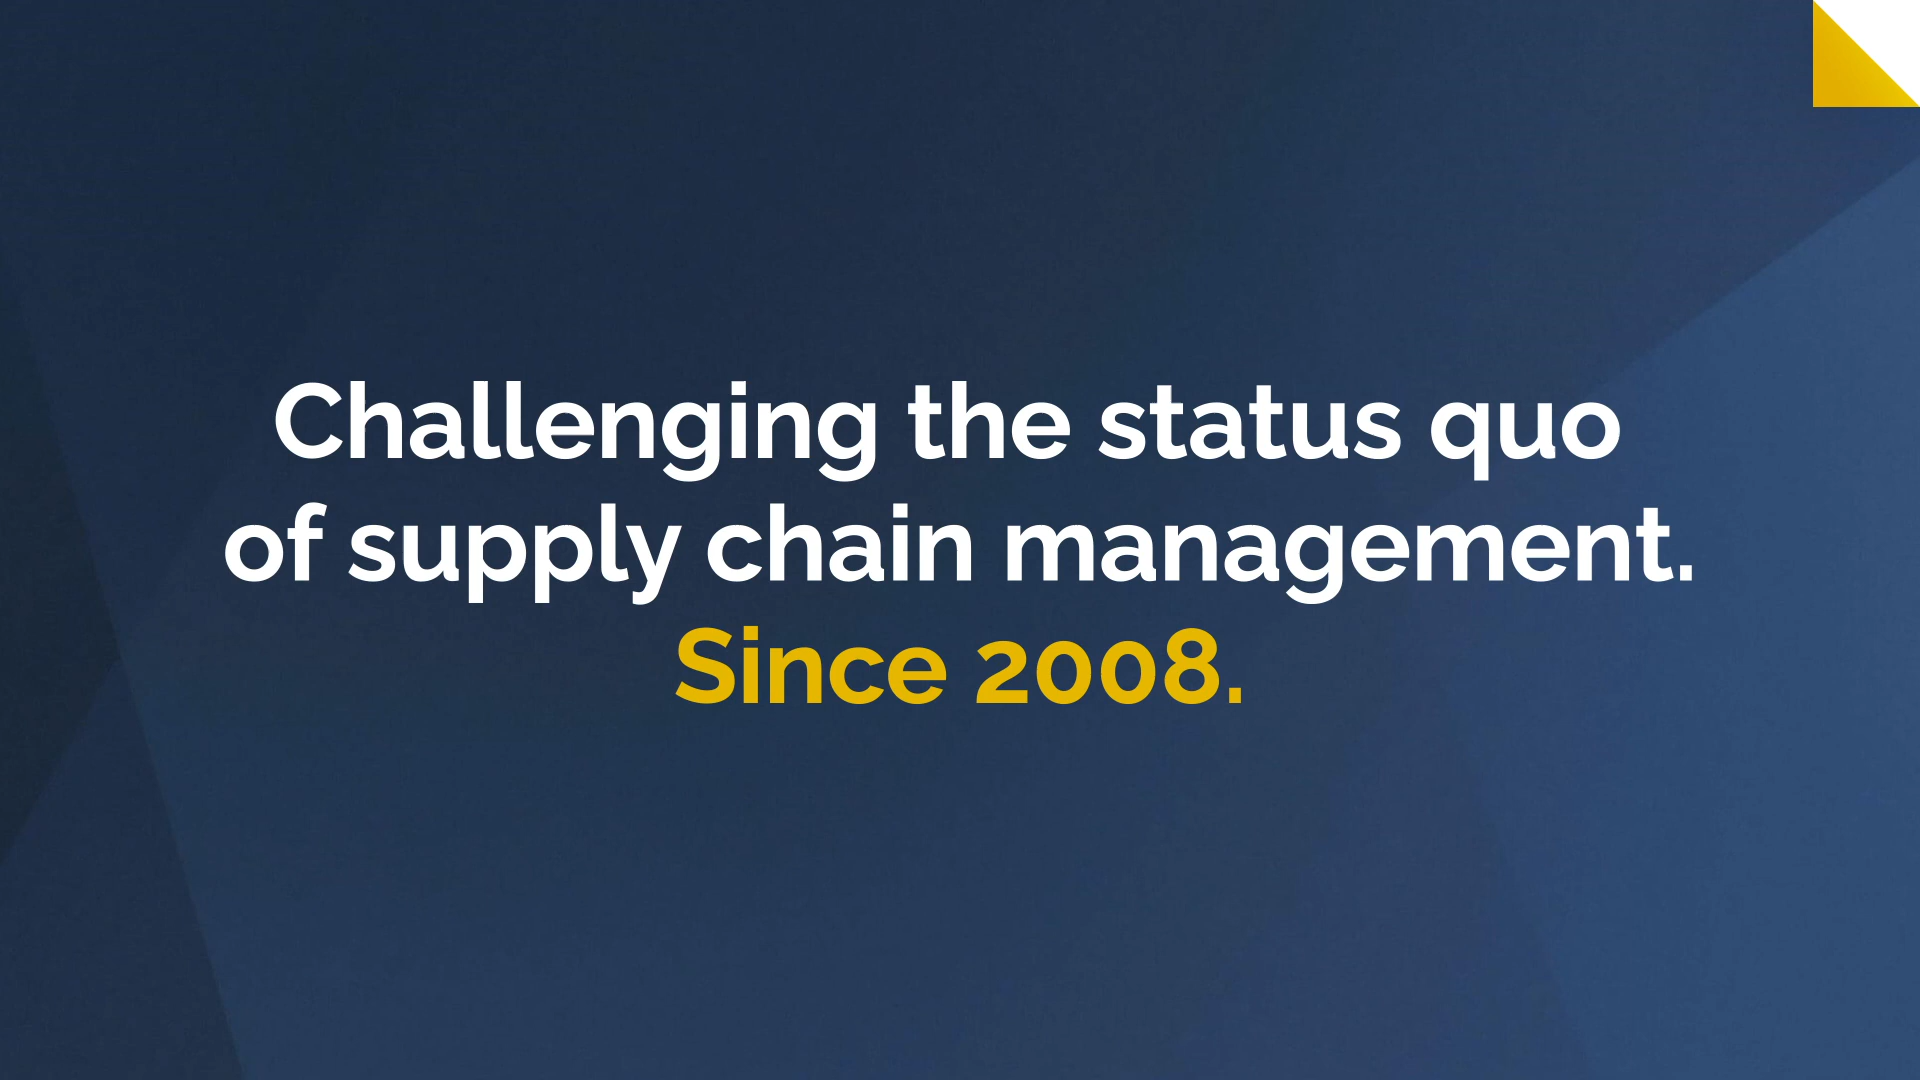 Challenging the status quo
of supply chain management.
Since 2008.